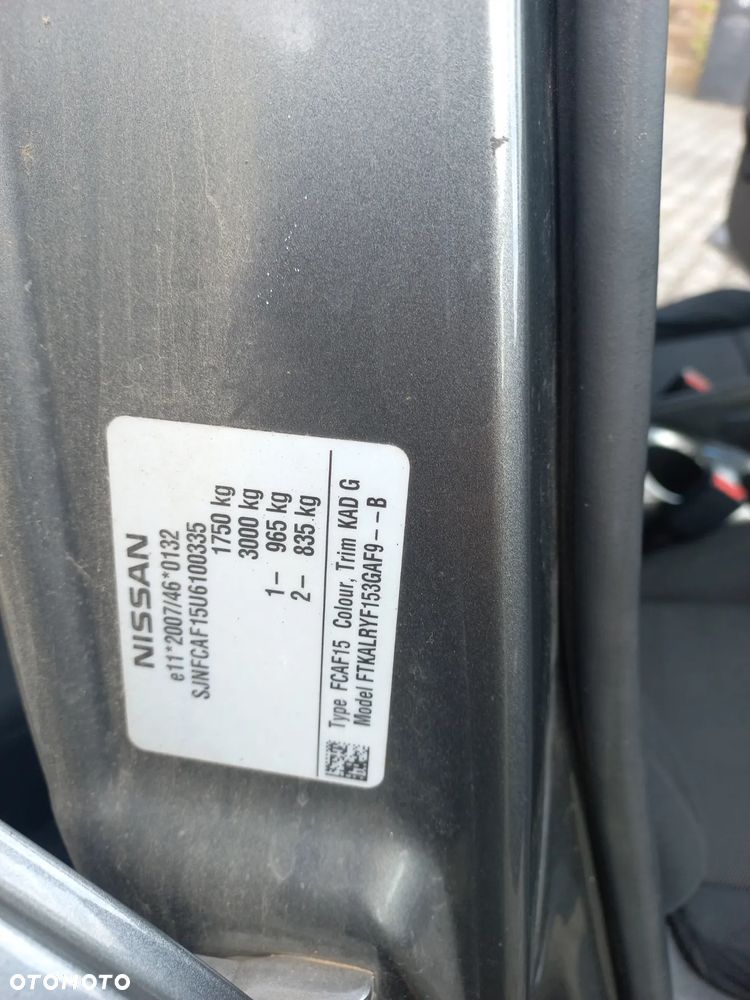 NISSAN
e11*2007/46*0132
SJNFCAF15U6100335
1750 kg
3000 kg
1- 965 kg
2- 835 kg
Type FCAF15 Colour, Trim KAD G
Model FTKALRYF153GAF9--B
OTOMOTO